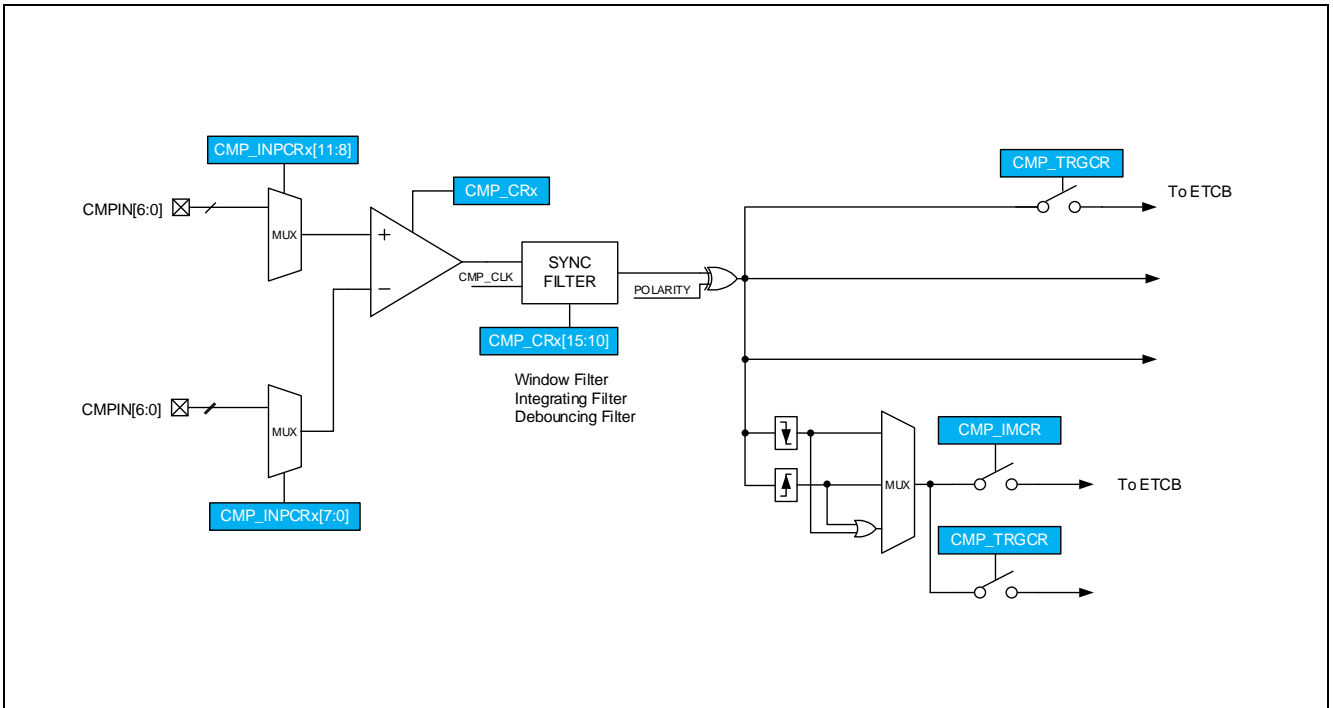 CMP_INPCRx[11:8]
CMP_TRGCR
CMP_CRx
To ETCB
CMPIN[6:0]
MUX
+
SYNC
FILTER
CMP_CLK
−
POLARITY
CMP_CRx[15:10]
Window Filter
Integrating Filter
Debouncing Filter
CMPIN[6:0]
MUX
CMP_IMCR
MUX
To ETCB
CMP_INPCRx[7:0]
CMP_TRGCR